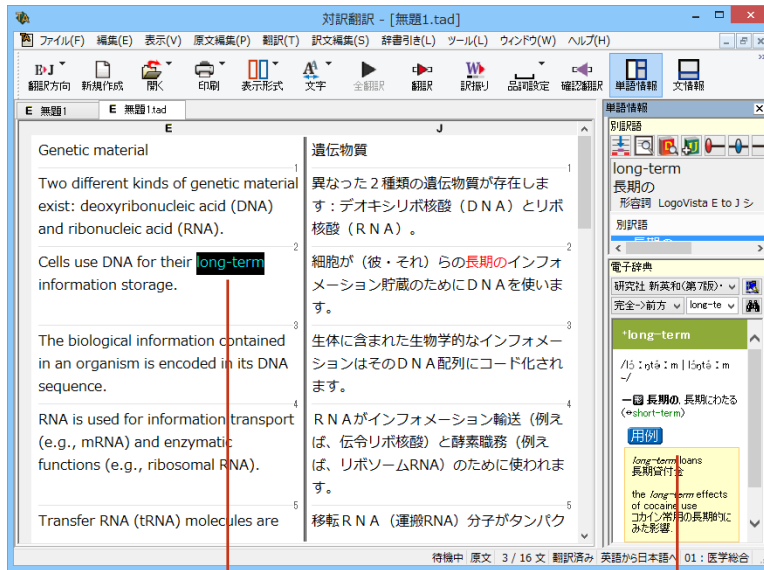 対訳翻訳 - [無題1.tad]
ファイル(F) 編集(E) 表示(V) 原文編集(P) 翻訳(T) 訳文編集(S) 辞書引き(L) ツール(L) ウィンドウ(W) ヘルプ(H)
翻訳方向 新規作成 開く 印刷 表示形式 文字 全翻訳 翻訳 訳振り 品詞設定 確認翻訳 単語情報 文情報
E 無題1 E 無題1.tad
E J
Genetic material
遺伝物質
1 1
Two different kinds of genetic material
exist: deoxyribonucleic acid (DNA)
and ribonucleic acid (RNA).
異なった2種類の遺伝物質が存在しま
す:デオキシリボ核酸(DNA)とリボ
核酸(RNA)。
2 2
Cells use DNA for their long-term
information storage.
細胞が(彼・それ)らの長期のインフォ
メーション貯蔵のためにDNAを使いま
す。
3 3
The biological information contained
in an organism is encoded in its DNA
sequence.
生体に含まれた生物学的なインフォメー
ションはそのDNA配列にコード化され
ます。
4 4
RNA is used for information transport
(e.g., mRNA) and enzymatic
functions (e.g., ribosomal RNA).
RNAがインフォメーション輸送(例え
ば、伝令リボ核酸)と酵素職務(例え
ば、リボソームRNA)のために使われま
す。
5 5
Transfer RNA (tRNA) molecules are
移転RNA(運搬RNA)分子がタンパク
単語情報
別訳語
long-term
長期の
形容詞 LogoVista E to J シ
別訳語
長期の
電子辞典
研究社 新英和(第7版)・
完全->前方 long-te
+long-term
━形 長期の, 長期にわたる
(⇔short-term)
用例
long-term loans
長期貸付金
the long-term effects
of cocaine use
コカイン常用の長期的に
みた影響.
待機中 原文 3 / 16 文 翻訳済み 英語から日本語へ 01:医学総合